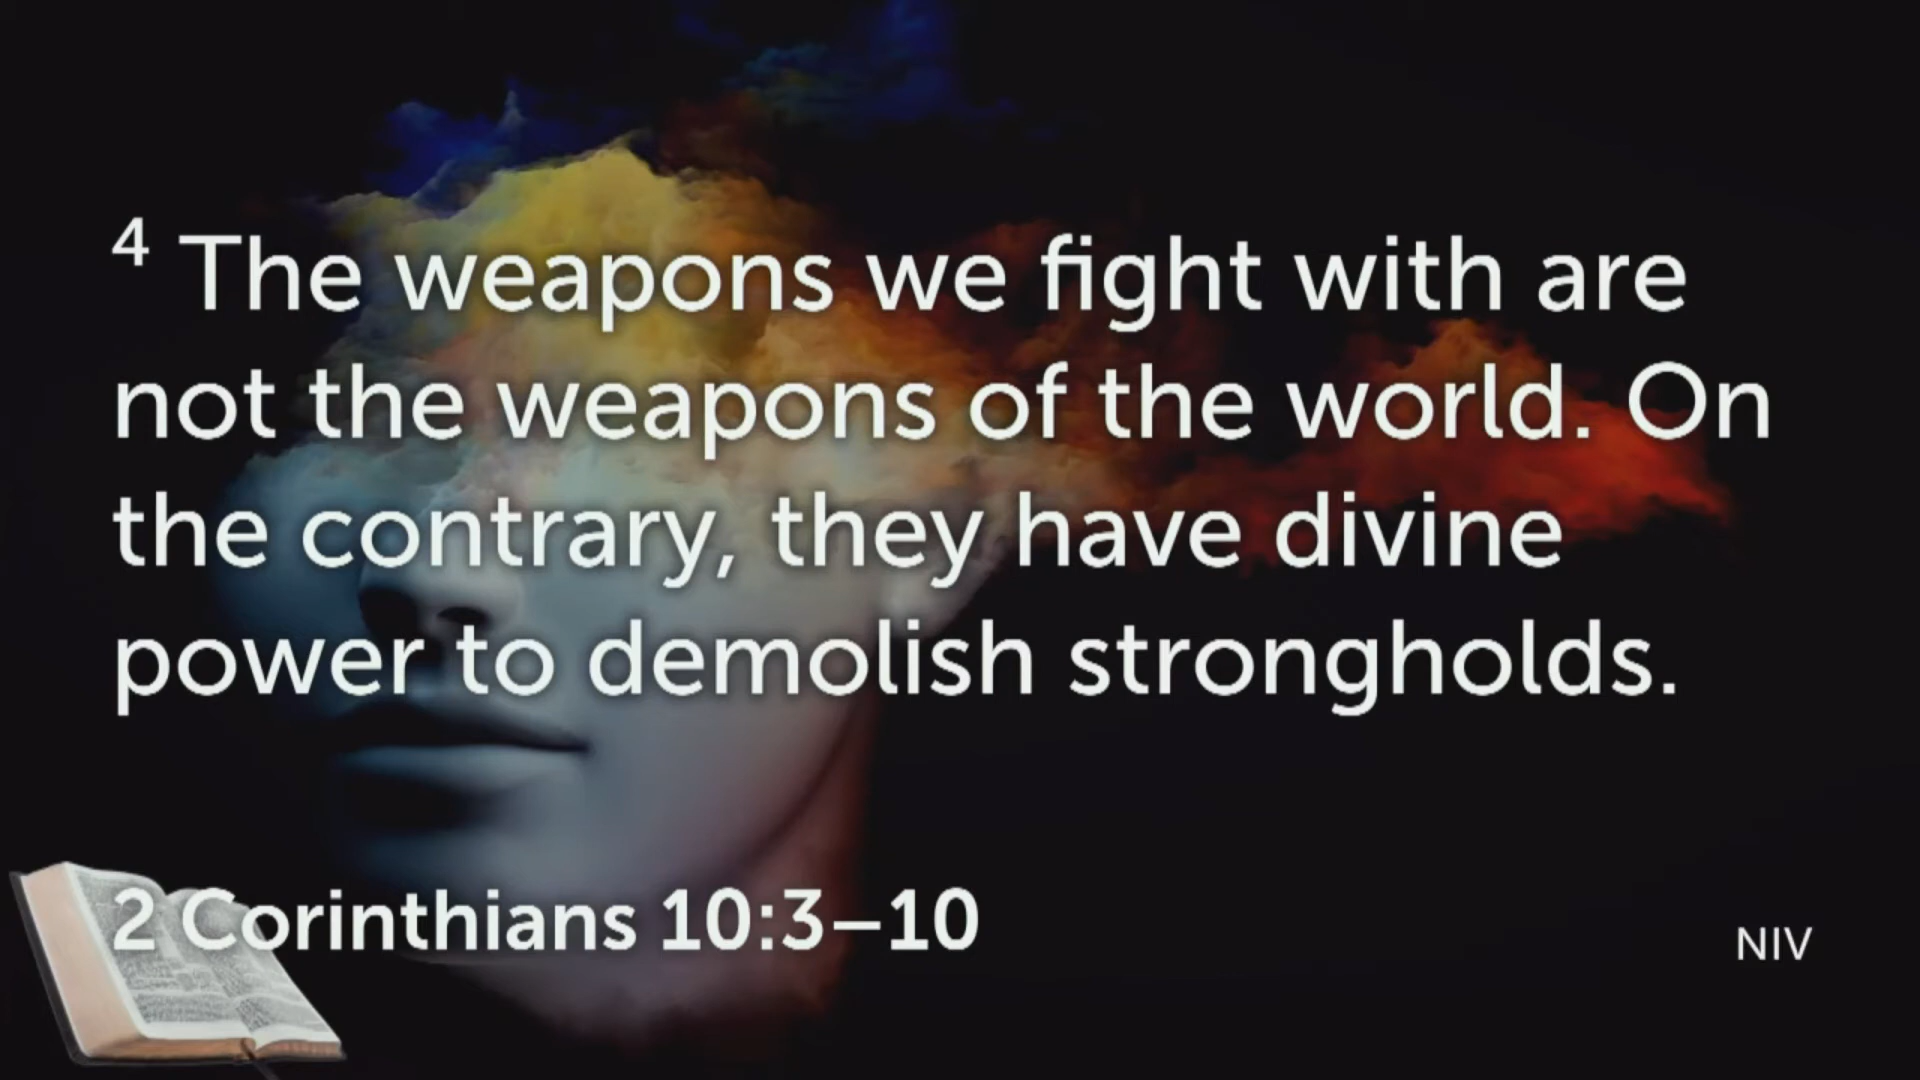 4 The weapons we fight with are
not the weapons of the world. On
the contrary, they have divine
power to demolish strongholds.
2 Corinthians 10:3–10
NIV